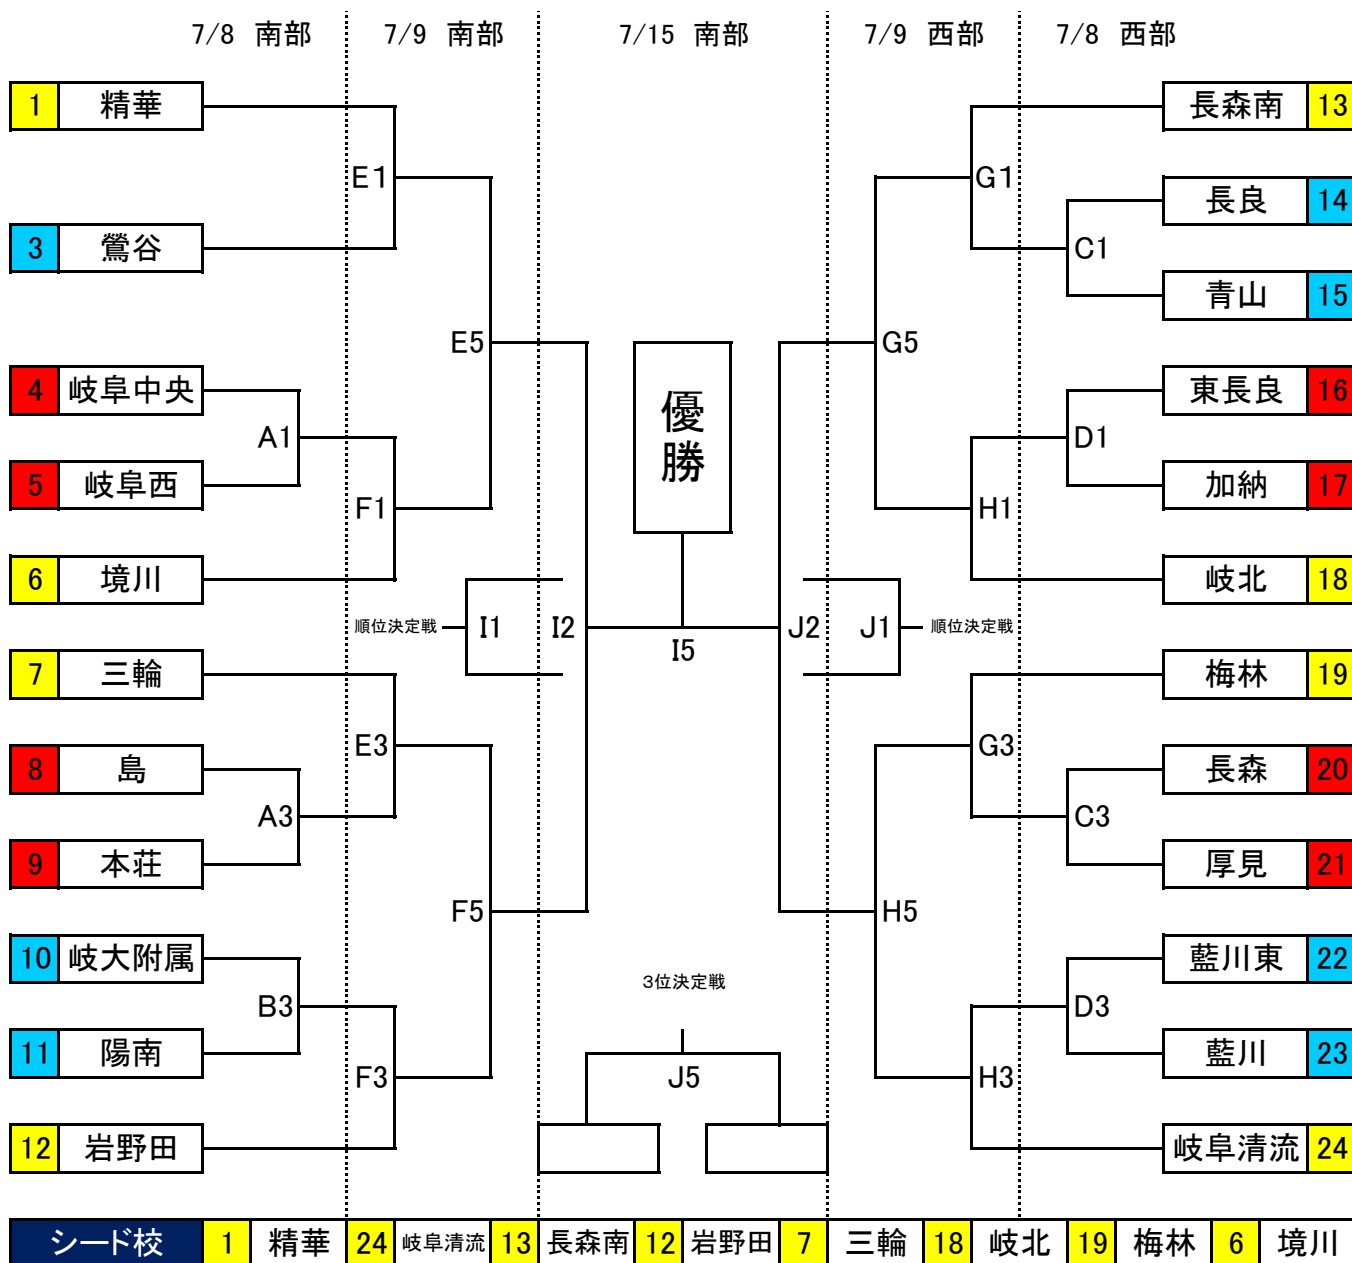 7/8 南部 7/9 南部 7/15 南部 7/9 西部 7/8 西部
1 精華 長森南 13
E1 G1
長良 14
3 鶯谷 C1
青山 15
E5 G5
4 岐阜中央 優勝 東長良 16
A1 D1
5 岐阜西 加納 17
F1 H1
6 境川 岐北 18
順位決定戦 I1 I2 I5 J2 J1 順位決定戦
7 三輪 梅林 19
E3 G3
8 島 長森 20
A3 C3
9 本荘 厚見 21
F5 H5
10 岐大附属 藍川東 22
3位決定戦
B3 D3
11 陽南 藍川 23
F3 J5 H3
12 岩野田 岐阜清流 24
シード校 1 精華 24 岐阜清流 13 長森南 12 岩野田 7 三輪 18 岐北 19 梅林 6 境川